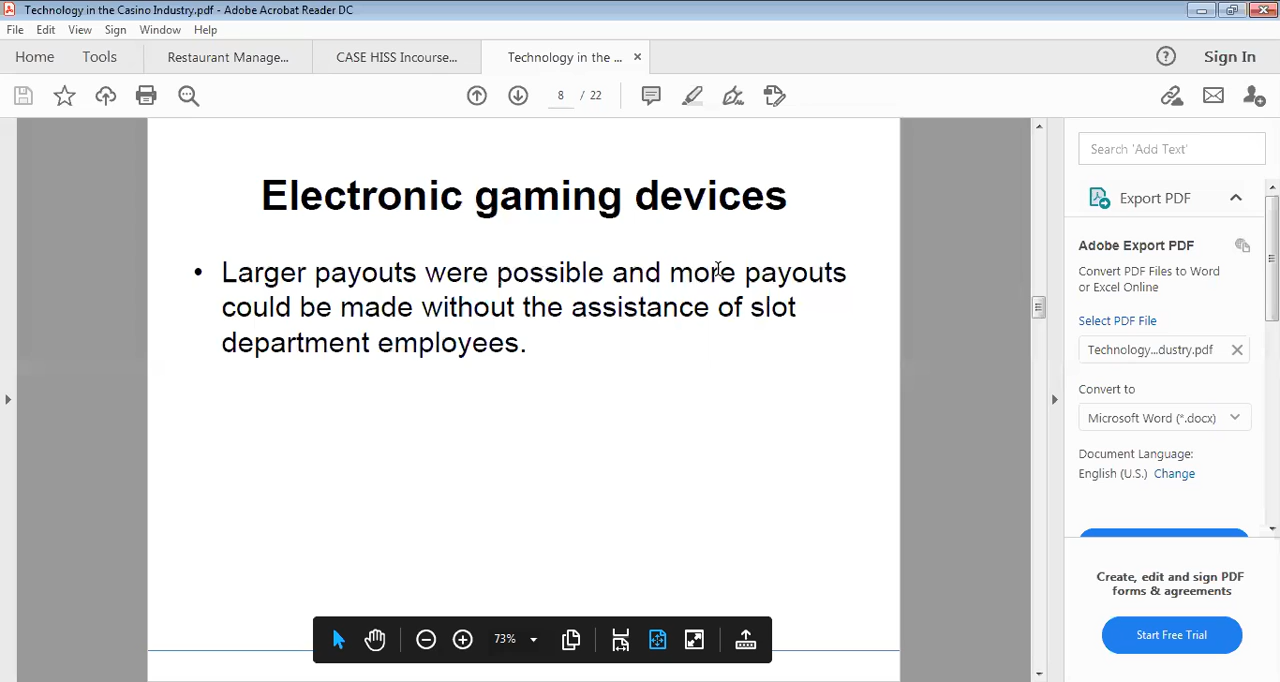 Technology in the Casino Industry.pdf - Adobe Acrobat Reader DC
File Edit View Sign Window Help
Home Tools Restaurant Manage... CASE HISS Incourse... Technology in the ... × Sign In
8 / 22
Search 'Add Text'
Electronic gaming devices
• Larger payouts were possible and more payouts
could be made without the assistance of slot
department employees.
Export PDF
Adobe Export PDF
Convert PDF Files to Word
or Excel Online
Select PDF File
Technology...dustry.pdf
Convert to
Microsoft Word (*.docx)
Document Language:
English (U.S.) Change
Create, edit and sign PDF
forms & agreements
Start Free Trial
73%